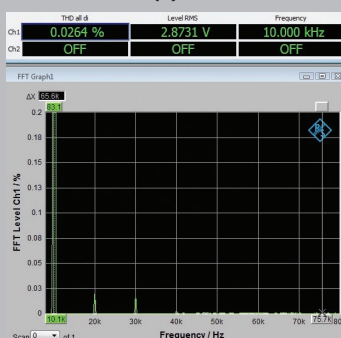 THD all di Level RMS Frequency
Ch1 0.0264 % 2.8731 V 10.000 kHz
Ch2 OFF OFF OFF
FFT Graph1
ΔX 65.6k
83.1
0.2
0.18
0.15
0.13
0.1
0.08
0.05
0.03
0
FFT Level Ch1 / %
10.1k 20k 30k 40k 50k 60k 70k 75.7k 80
Scan 0 of 1 Frequency / Hz